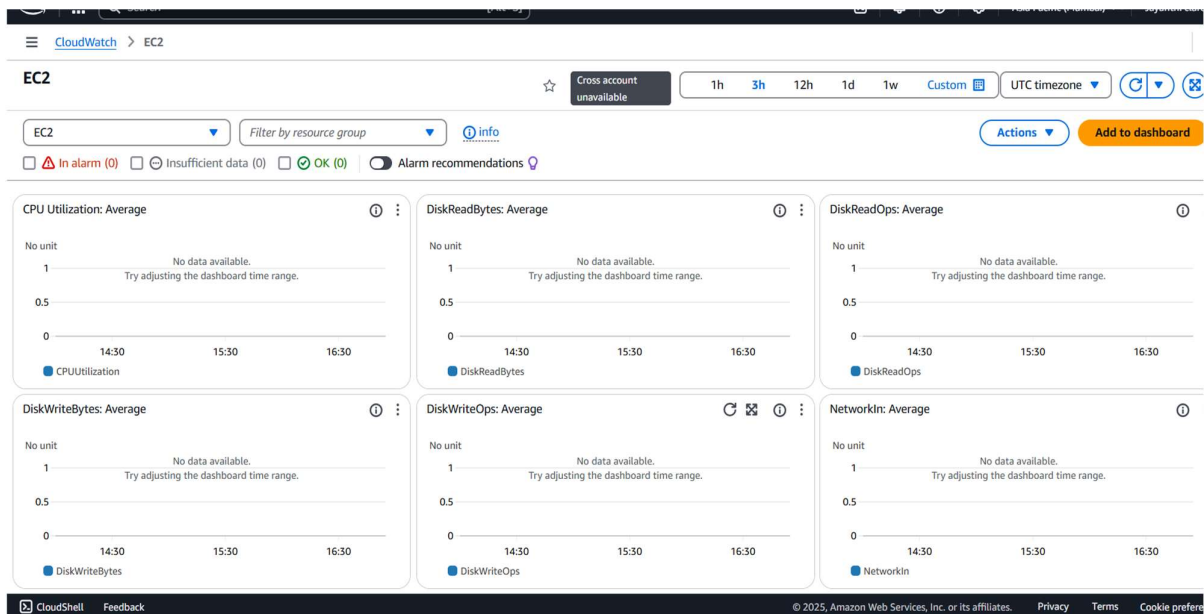 CloudWatch > EC2
EC2
Cross account
unavailable
1h 3h 12h 1d 1w Custom UTC timezone
EC2 Filter by resource group info Actions Add to dashboard
In alarm (0) Insufficient data (0) OK (0) Alarm recommendations
CPU Utilization: Average
No unit
No data available.
Try adjusting the dashboard time range.
1
0.5
0
14:30 15:30 16:30
CPUUtilization
DiskReadBytes: Average
No unit
No data available.
Try adjusting the dashboard time range.
1
0.5
0
14:30 15:30 16:30
DiskReadBytes
DiskReadOps: Average
No unit
No data available.
Try adjusting the dashboard time range.
1
0.5
0
14:30 15:30 16:30
DiskReadOps
DiskWriteBytes: Average
No unit
No data available.
Try adjusting the dashboard time range.
1
0.5
0
14:30 15:30 16:30
DiskWriteBytes
DiskWriteOps: Average
No unit
No data available.
Try adjusting the dashboard time range.
1
0.5
0
14:30 15:30 16:30
DiskWriteOps
NetworkIn: Average
No unit
No data available.
Try adjusting the dashboard time range.
1
0.5
0
14:30 15:30 16:30
NetworkIn
CloudShell Feedback © 2025, Amazon Web Services, Inc. or its affiliates. Privacy Terms Cookie prefere